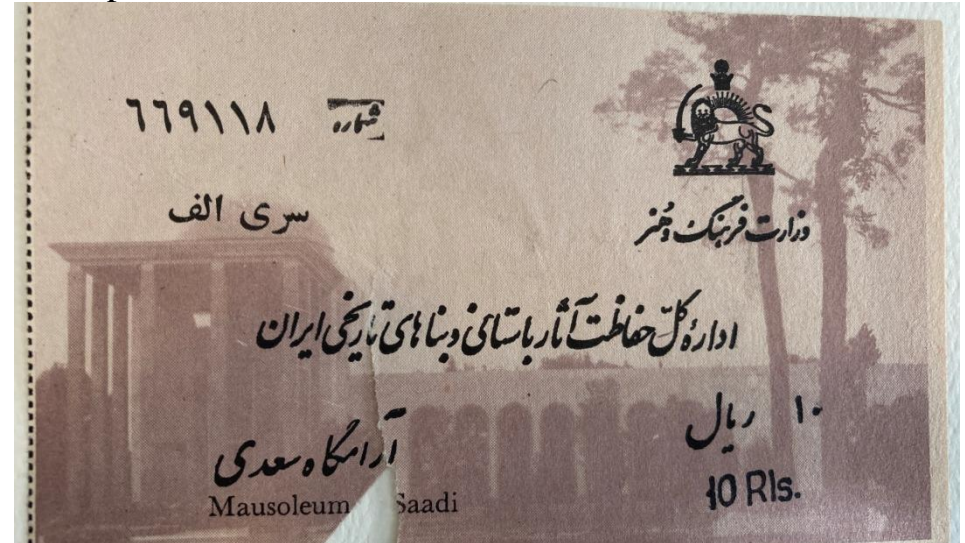 شماره ٦٦٩١١٨
سری الف
وزارت فرهنگ و هنر
ادارهٔ کلّ حفاظت آثار باستانی و بناهای تاریخی ایران
۱۰ ریال
10 Rls.
آرامگاه سعدی
Mausoleum Saadi